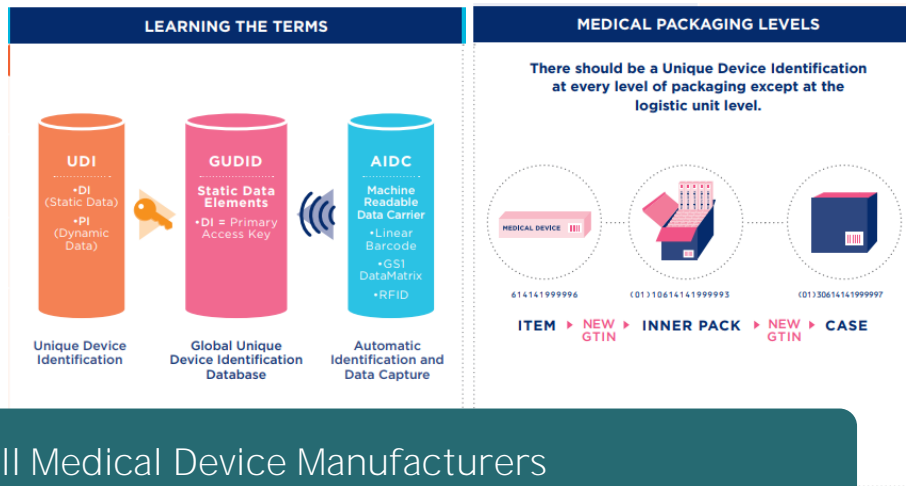 LEARNING THE TERMS
UDI
•DI
(Static Data)
•PI
(Dynamic
Data)
Unique Device
Identification
GUDID
Static Data
Elements
•DI = Primary
Access Key
Global Unique
Device Identification
Database
AIDC
Machine
Readable
Data Carrier
•Linear
Barcode
•GS1
DataMatrix
•RFID
Automatic
Identification and
Data Capture
MEDICAL PACKAGING LEVELS
There should be a Unique Device Identification
at every level of packaging except at the
logistic unit level.
MEDICAL DEVICE
614141999996
(01)10614141999993
(01)30614141999997
ITEM
NEW
GTIN
INNER PACK
NEW
GTIN
CASE
ll Medical Device Manufacturers